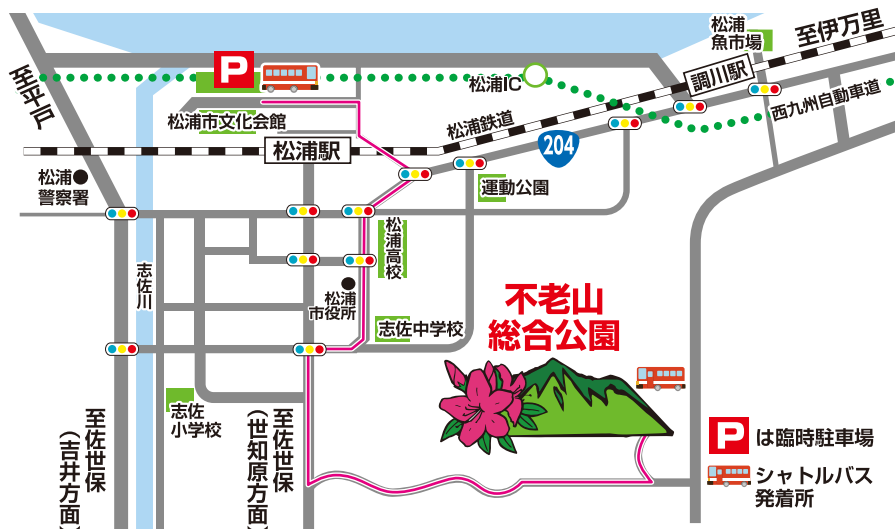 松浦
魚市場
至伊万里
至平戸
P
松浦IC
調川駅
西九州自動車道
松浦市文化会館
松浦鉄道
204
松浦駅
松浦
警察署
運動公園
松浦高校
志佐川
松浦
市役所
志佐中学校
不老山
総合公園
志佐
小学校
至佐世保
(吉井方面)
至佐世保
(世知原方面)
P は臨時駐車場
シャトルバス
発着所